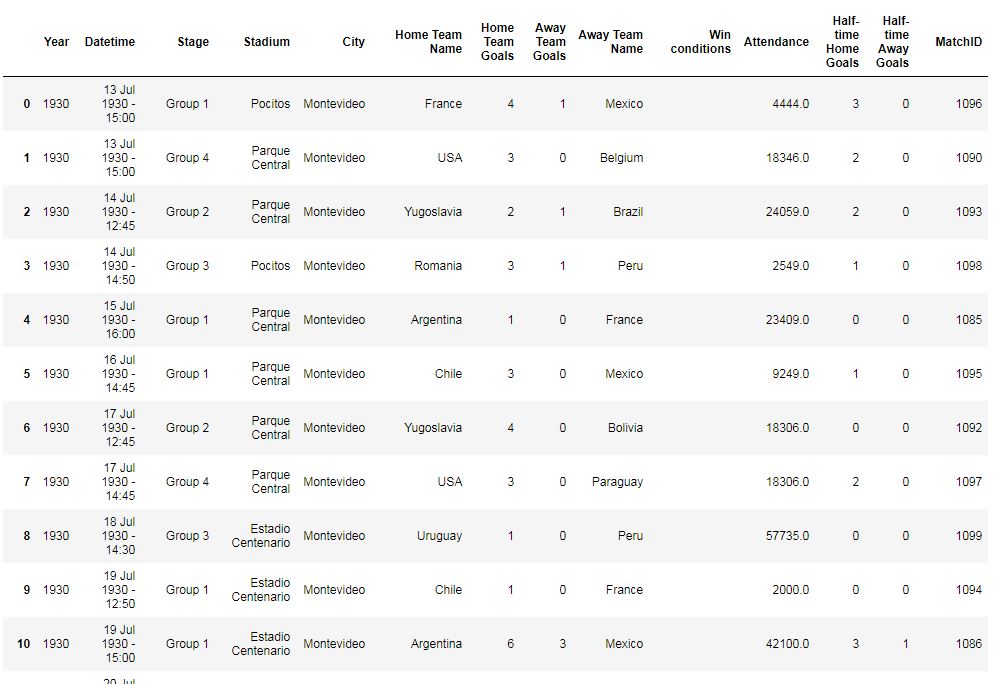 Year Datetime Stage Stadium City Home Team Name Home Team Goals Away Team Goals Away Team Name Win conditions Attendance Half-time Home Goals Half-time Away Goals MatchID
0 1930 13 Jul 1930 - 15:00 Group 1 Pocitos Montevideo France 4 1 Mexico 4444.0 3 0 1096
1 1930 13 Jul 1930 - 15:00 Group 4 Parque Central Montevideo USA 3 0 Belgium 18346.0 2 0 1090
2 1930 14 Jul 1930 - 12:45 Group 2 Parque Central Montevideo Yugoslavia 2 1 Brazil 24059.0 2 0 1093
3 1930 14 Jul 1930 - 14:50 Group 3 Pocitos Montevideo Romania 3 1 Peru 2549.0 1 0 1098
4 1930 15 Jul 1930 - 16:00 Group 1 Parque Central Montevideo Argentina 1 0 France 23409.0 0 0 1085
5 1930 16 Jul 1930 - 14:45 Group 1 Parque Central Montevideo Chile 3 0 Mexico 9249.0 1 0 1095
6 1930 17 Jul 1930 - 12:45 Group 2 Parque Central Montevideo Yugoslavia 4 0 Bolivia 18306.0 0 0 1092
7 1930 17 Jul 1930 - 14:45 Group 4 Parque Central Montevideo USA 3 0 Paraguay 18306.0 2 0 1097
8 1930 18 Jul 1930 - 14:30 Group 3 Estadio Centenario Montevideo Uruguay 1 0 Peru 57735.0 0 0 1099
9 1930 19 Jul 1930 - 12:50 Group 1 Estadio Centenario Montevideo Chile 1 0 France 2000.0 0 0 1094
10 1930 19 Jul 1930 - 15:00 Group 1 Estadio Centenario Montevideo Argentina 6 3 Mexico 42100.0 3 1 1086